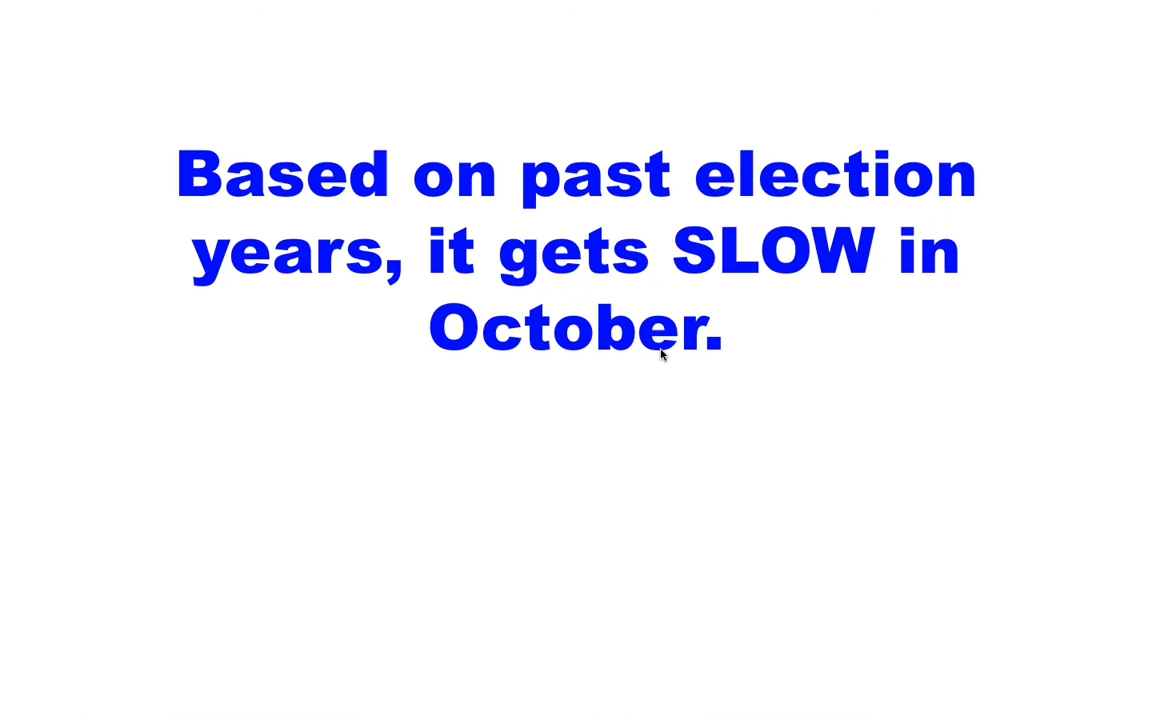 Based on past election
years, it gets SLOW in
October.